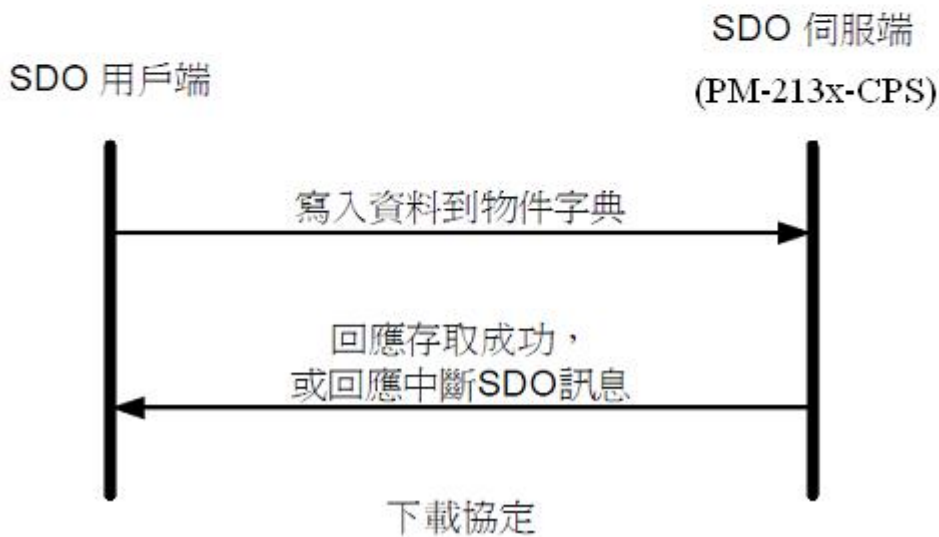 SDO 伺服端
SDO 用戶端
(PM-213x-CPS)
寫入資料到物件字典
回應存取成功，
或回應中斷SDO訊息
下載協定